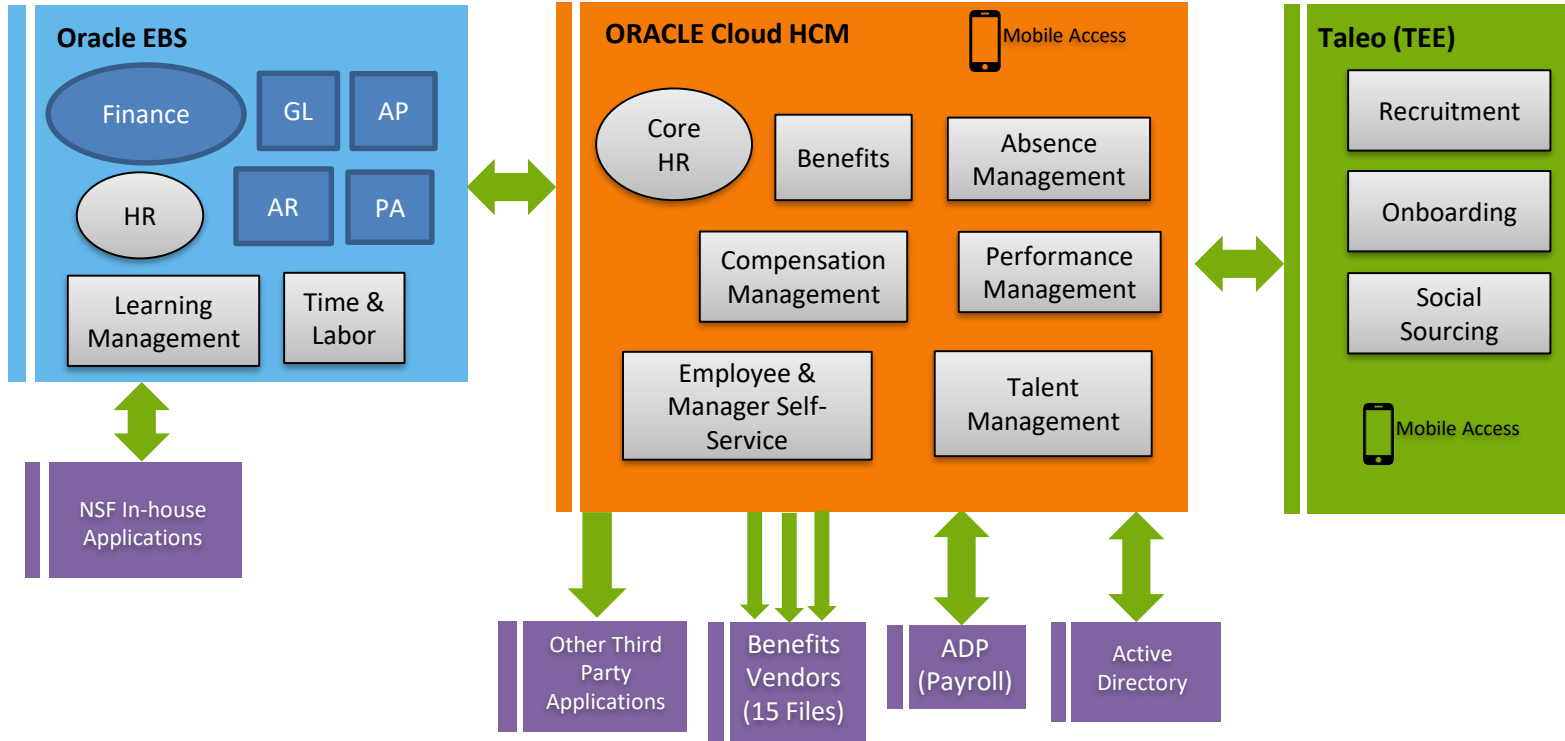 Oracle EBS
Finance
GL
AP
HR
AR
PA
Learning
Management
Time &
Labor
ORACLE Cloud HCM
Mobile Access
Core
HR
Benefits
Absence
Management
Compensation
Management
Performance
Management
Employee &
Manager Self-
Service
Talent
Management
Taleo (TEE)
Recruitment
Onboarding
Social
Sourcing
Mobile Access
NSF In-house
Applications
Other Third
Party
Applications
Benefits
Vendors
(15 Files)
ADP
(Payroll)
Active
Directory